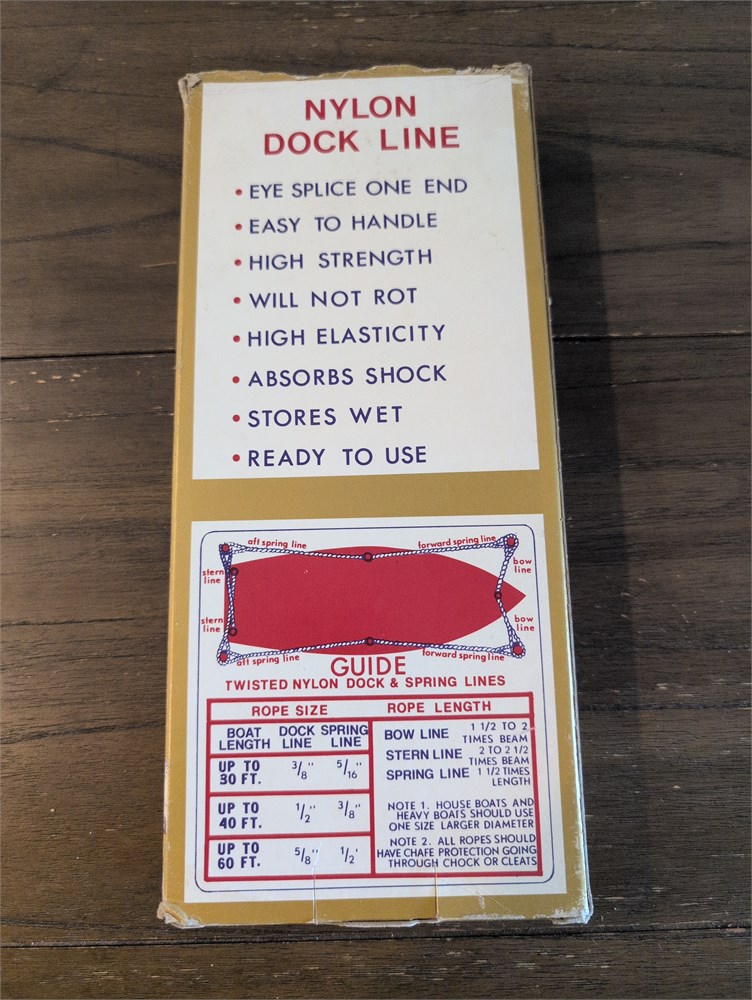 NYLON
DOCK LINE
• EYE SPLICE ONE END
• EASY TO HANDLE
• HIGH STRENGTH
• WILL NOT ROT
• HIGH ELASTICITY
• ABSORBS SHOCK
• STORES WET
• READY TO USE
aft spring line
forward spring line
stern
line
bow
line
stern
line
bow
line
aft spring line
forward spring line
GUIDE
TWISTED NYLON DOCK & SPRING LINES
ROPE SIZE
ROPE LENGTH
BOAT
LENGTH
DOCK
LINE
SPRING
LINE
UP TO
30 FT.
3/8"
5/16"
UP TO
40 FT.
1/2"
3/8"
UP TO
60 FT.
5/8"
1/2'
BOW LINE
1 1/2 TO 2
TIMES BEAM
STERN LINE
2 TO 2 1/2
TIMES BEAM
SPRING LINE
1 1/2 TIMES
LENGTH
NOTE 1. HOUSE BOATS AND
HEAVY BOATS SHOULD USE
ONE SIZE LARGER DIAMETER
NOTE 2. ALL ROPES SHOULD
HAVE CHAFE PROTECTION GOING
THROUGH CHOCK OR CLEATS